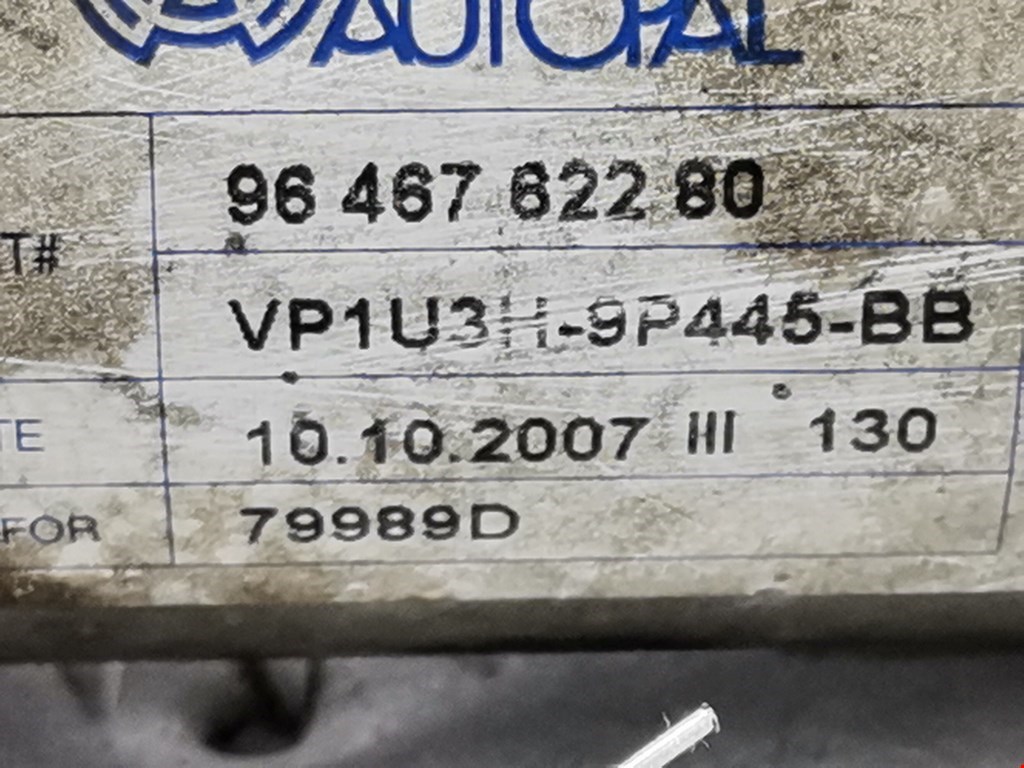 AUTOPAL
96 467 622 80
T#
VP1U3H-9P445-BB
TE 10.10.2007 III 130
FOR 79989D